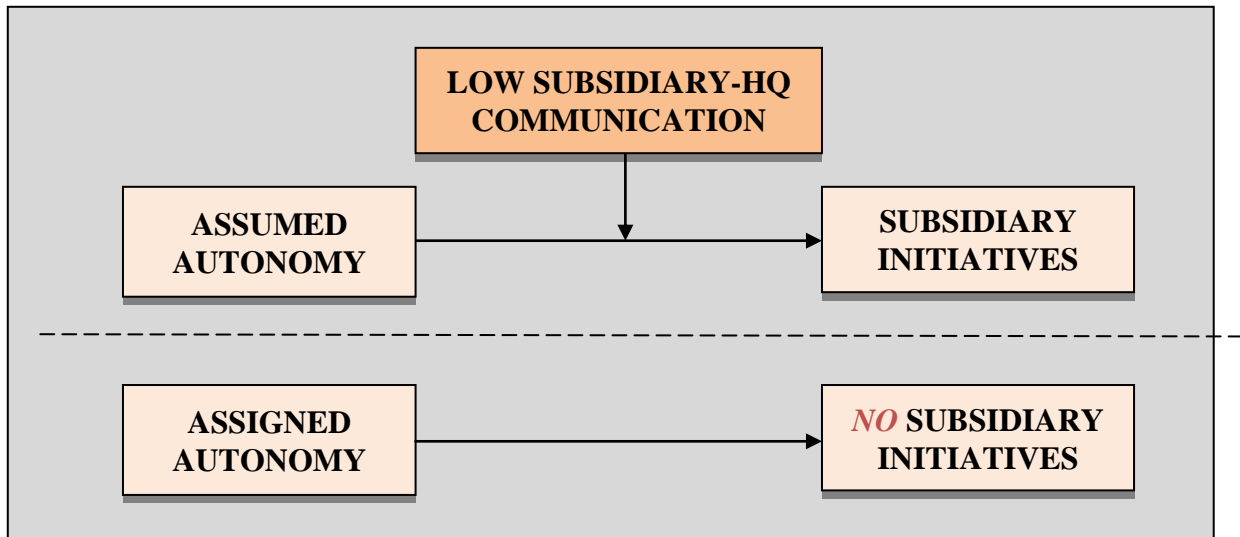 LOW SUBSIDIARY-HQ
COMMUNICATION
ASSUMED
AUTONOMY
SUBSIDIARY
INITIATIVES
ASSIGNED
AUTONOMY
NO SUBSIDIARY
INITIATIVES